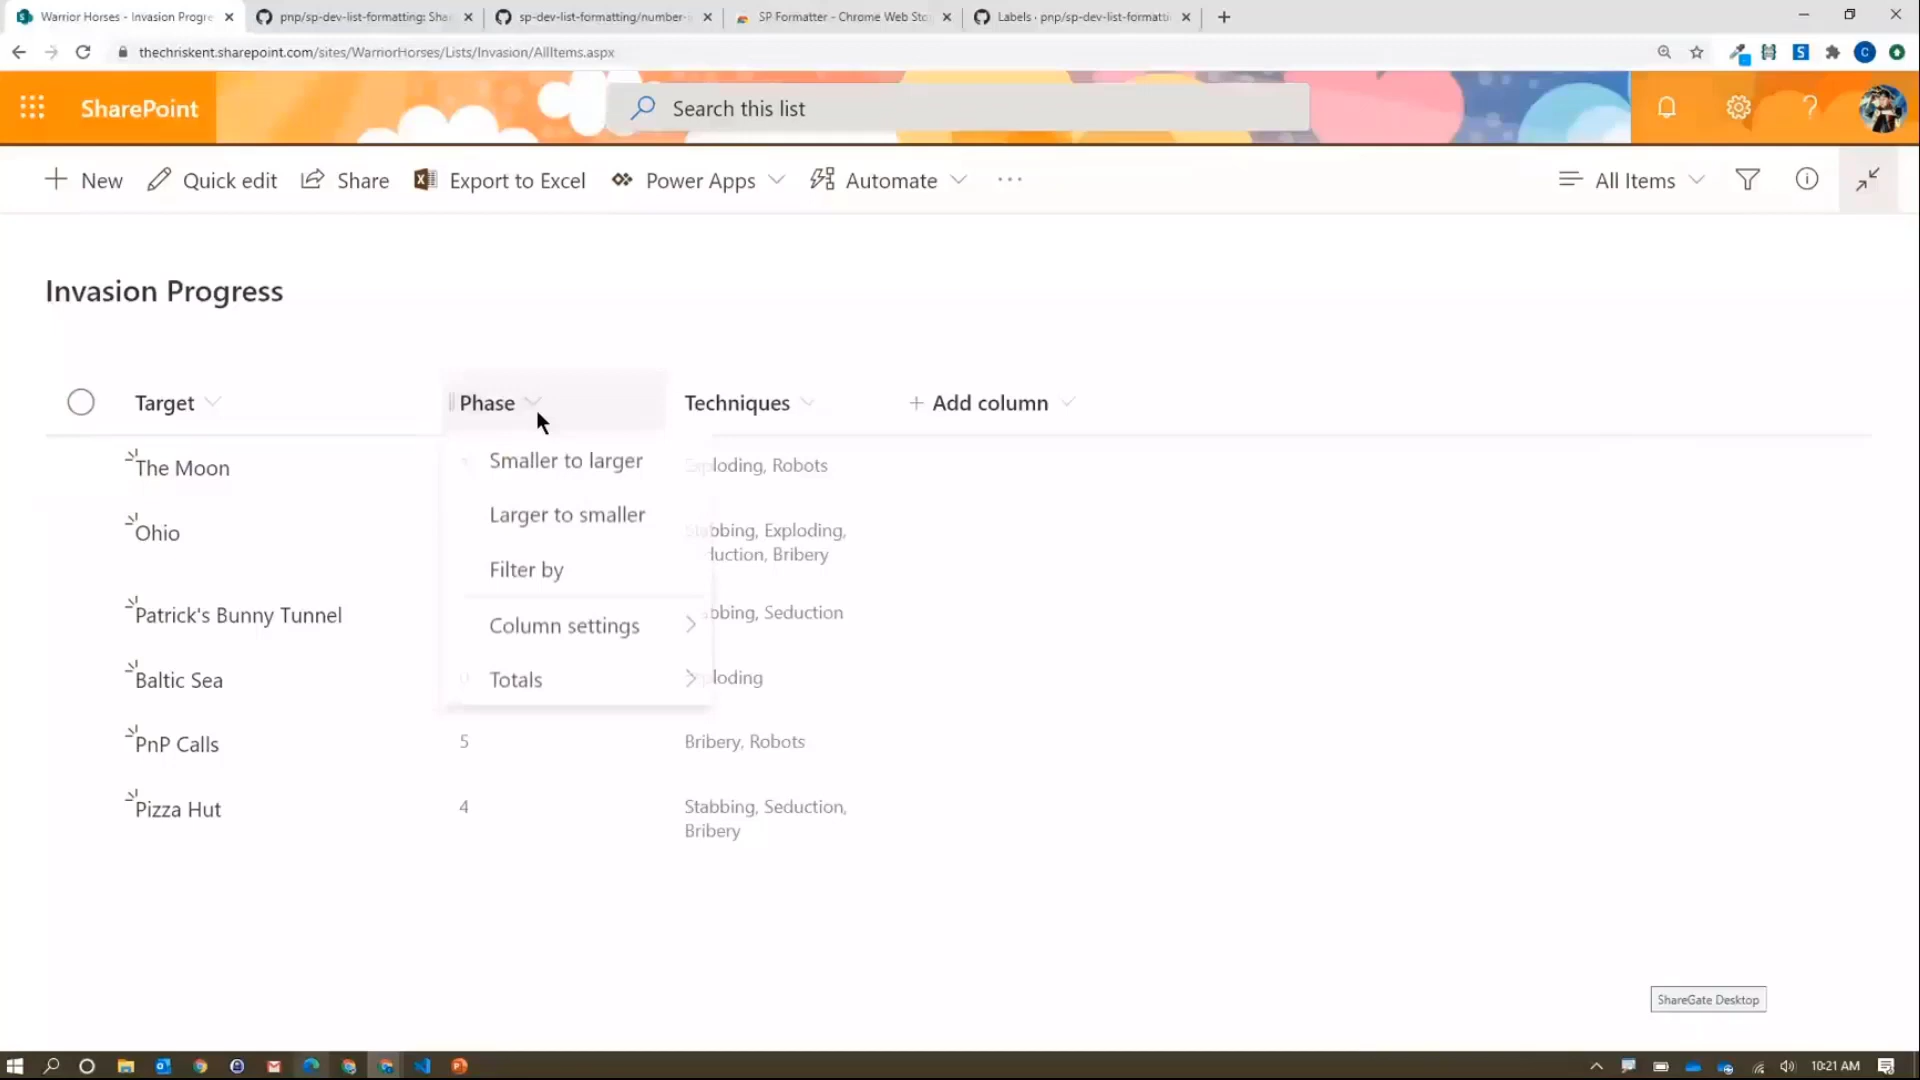 Warrior Horses - Invasion Progre
pnp/sp-dev-list-formatting: Sha
sp-dev-list-formatting/number-
SP Formatter - Chrome Web Sto
Labels · pnp/sp-dev-list-formatti
thechriskent.sharepoint.com/sites/WarriorHorses/Lists/Invasion/AllItems.aspx
SharePoint
Search this list
New
Quick edit
Share
Export to Excel
Power Apps
Automate
All Items
Invasion Progress
Target
Phase
Techniques
+ Add column
The Moon
Smaller to larger
Exploding, Robots
Ohio
Larger to smaller
Stabbing, Exploding,
duction, Bribery
Filter by
Patrick's Bunny Tunnel
Column settings
bbing, Seduction
Baltic Sea
0
Totals
loding
PnP Calls
5
Bribery, Robots
Pizza Hut
4
Stabbing, Seduction,
Bribery
ShareGate Desktop
10:21 AM